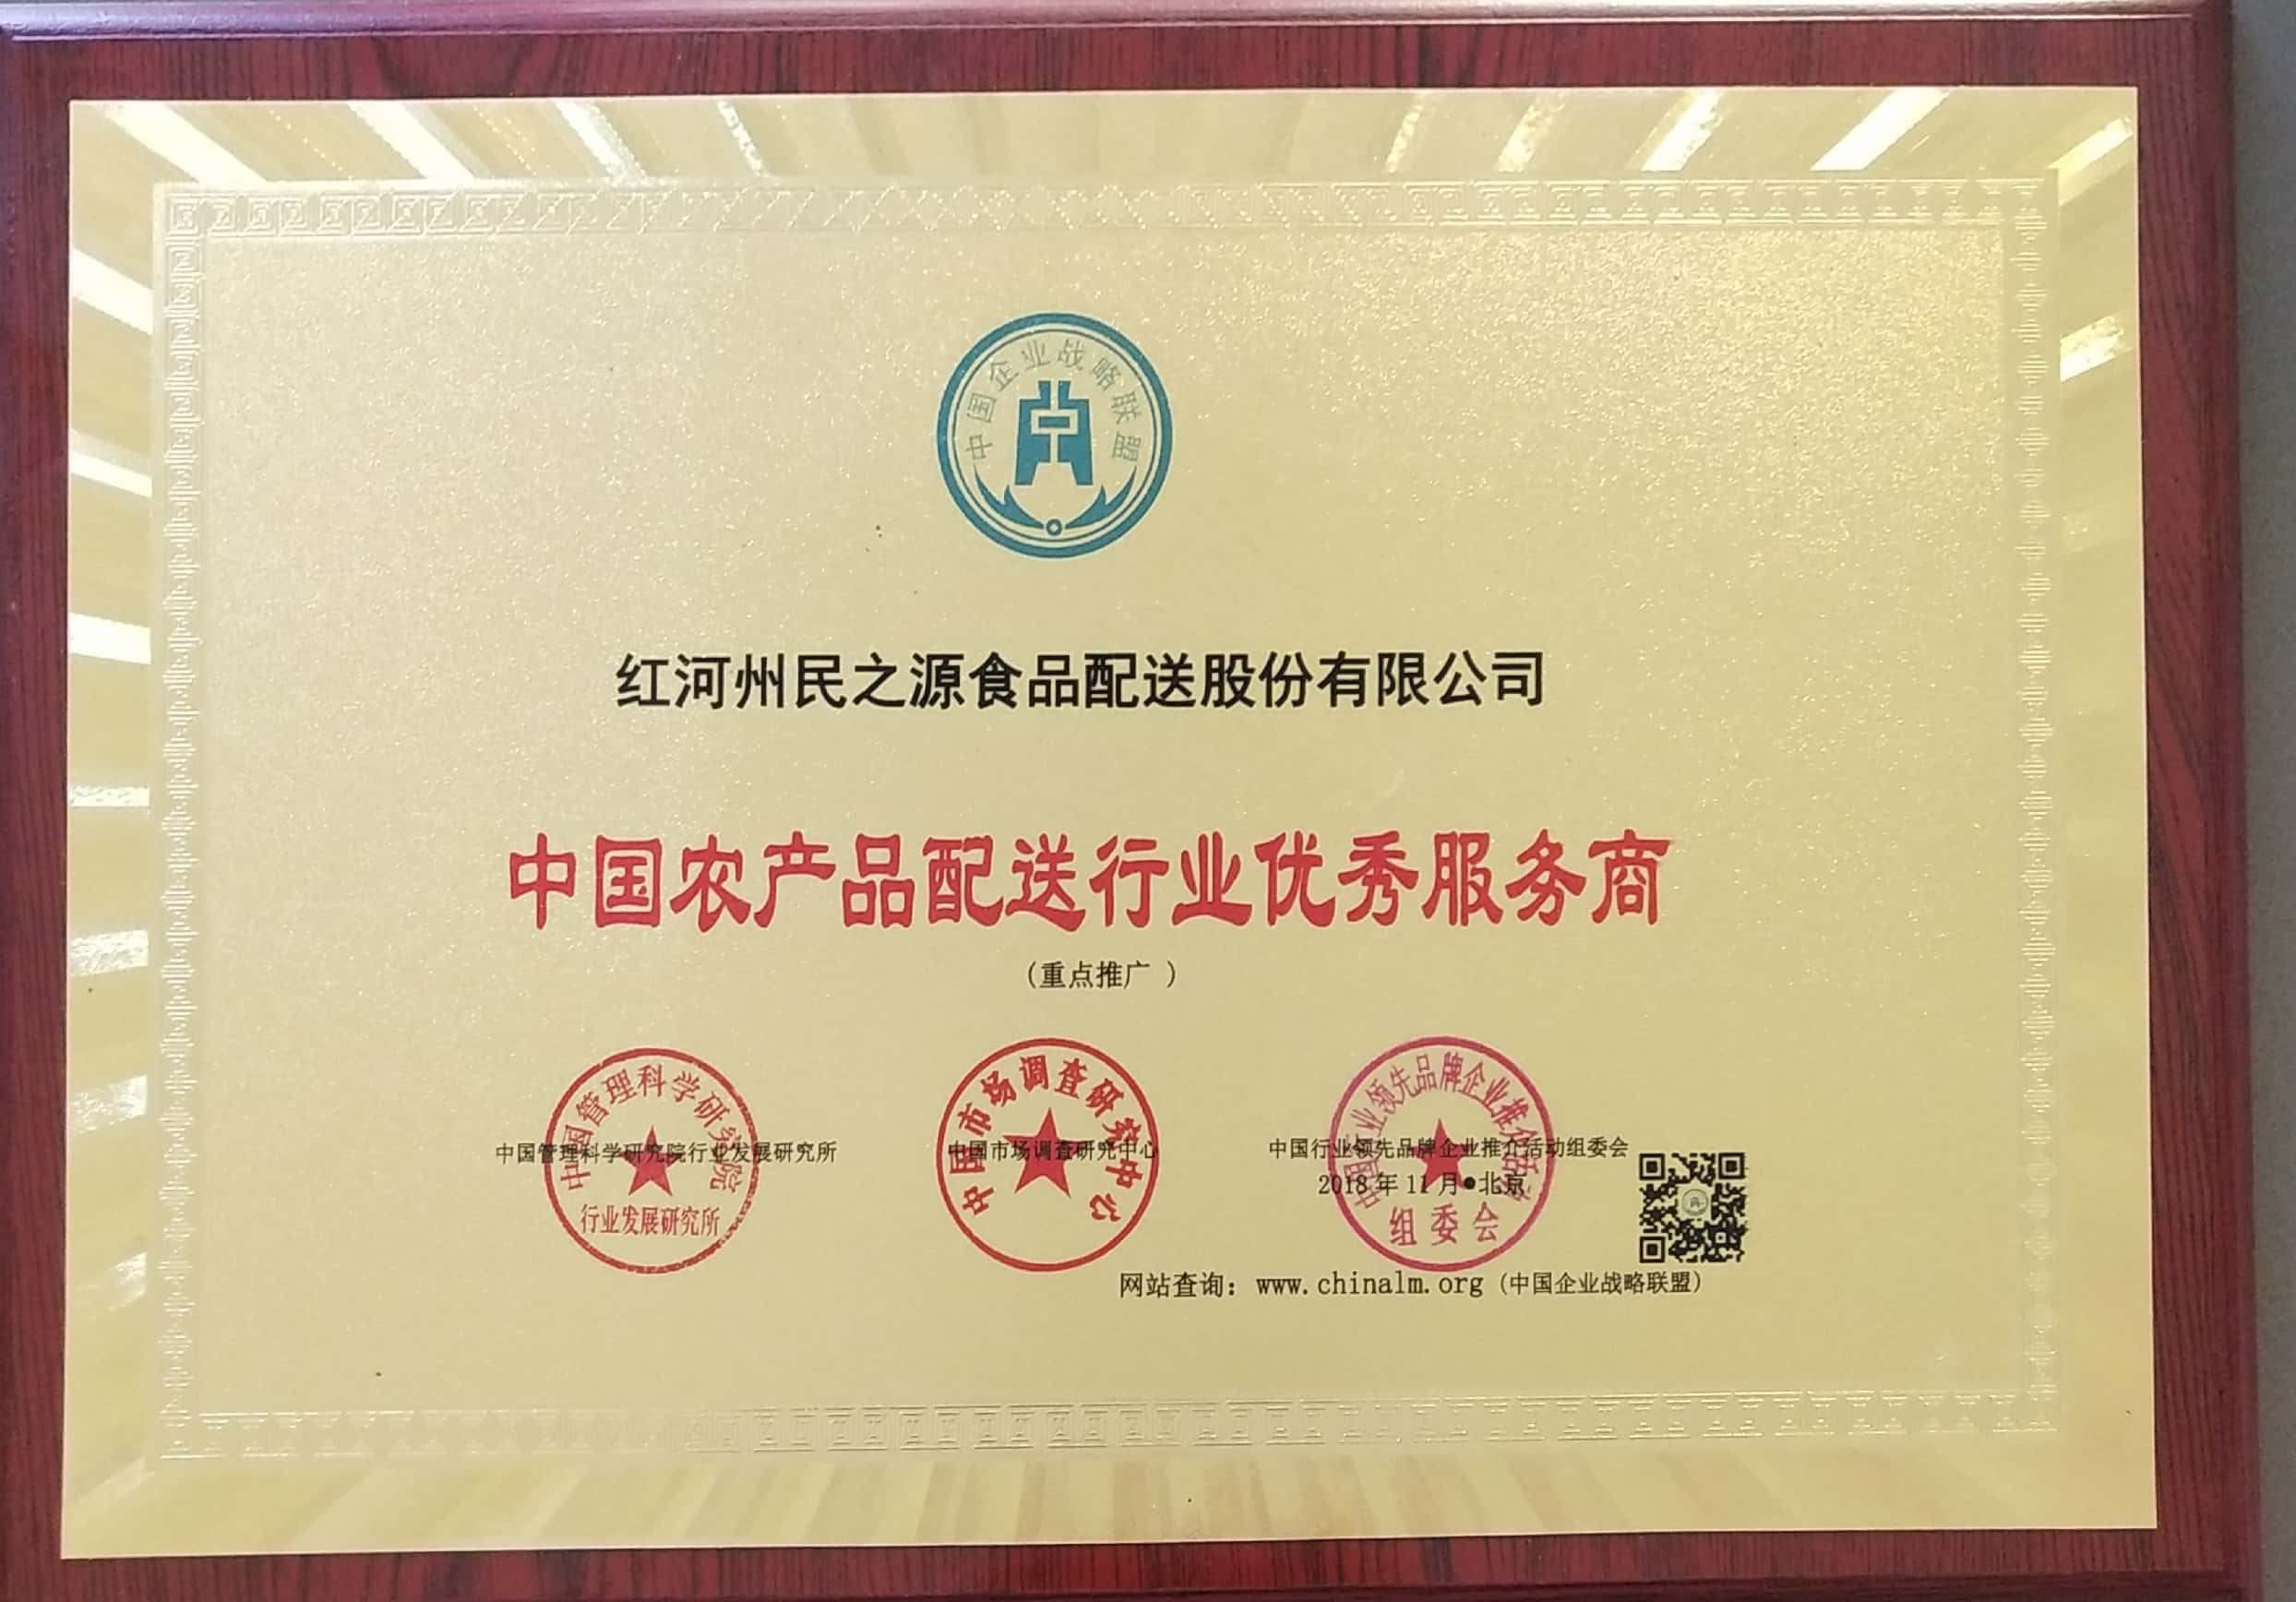 中国企业战略联盟
红河州民之源食品配送股份有限公司
中国农产品配送行业优秀服务商
(重点推广 )
中国管理科学研究院
行业发展研究所
中国市场调查研究中心
中国行业领先品牌企业推介活动
组委会
中国管理科学研究院行业发展研究所
中国市场调查研究中心
中国行业领先品牌企业推介活动组委会
2018年11月•北京
网站查询：www.chinalm.org (中国企业战略联盟)